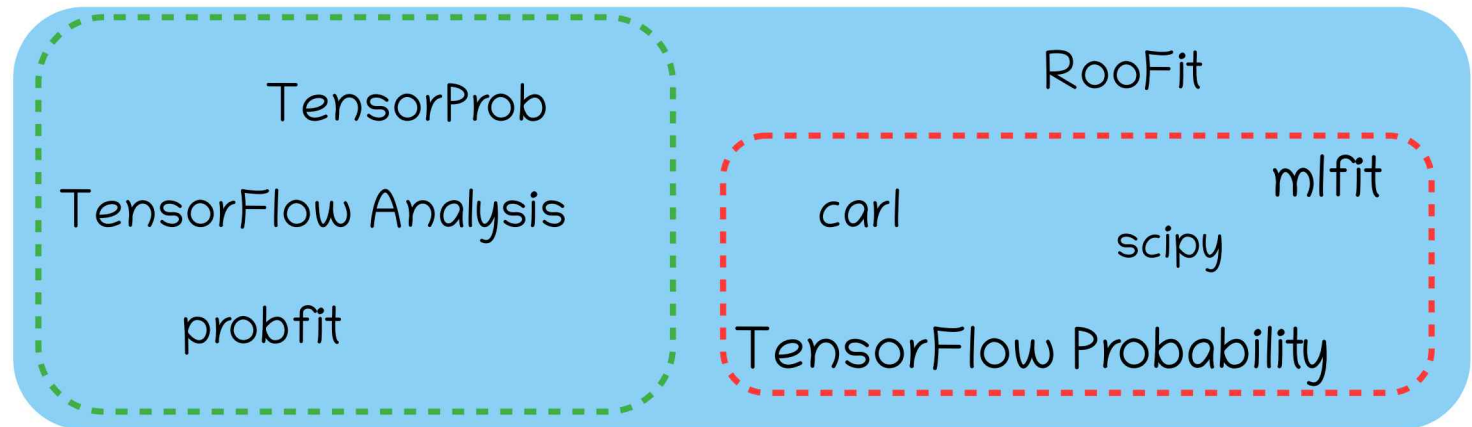 TensorProb
TensorFlow Analysis
probfit
RooFit
mlfit
carl
scipy
TensorFlow Probability